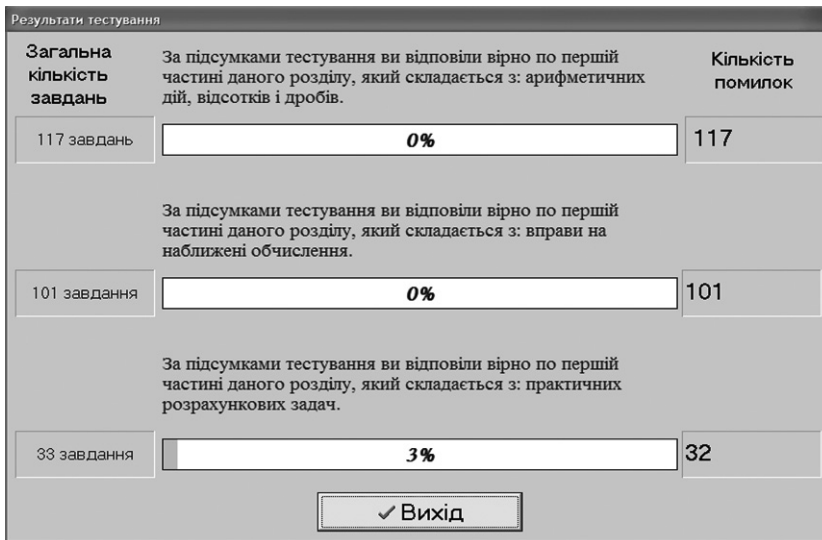 Результати тестування
Загальна
кількість
завдань
За підсумками тестування ви відповіли вірно по першій
частині даного розділу, який складається з: арифметичних
дій, відсотків і дробів.
Кількість
помилок
117 завдань
0%
117
За підсумками тестування ви відповіли вірно по першій
частині даного розділу, який складається з: вправи на
наближені обчислення.
101 завдання
0%
101
За підсумками тестування ви відповіли вірно по першій
частині даного розділу, який складається з: практичних
розрахункових задач.
33 завдання
3%
32
Вихід